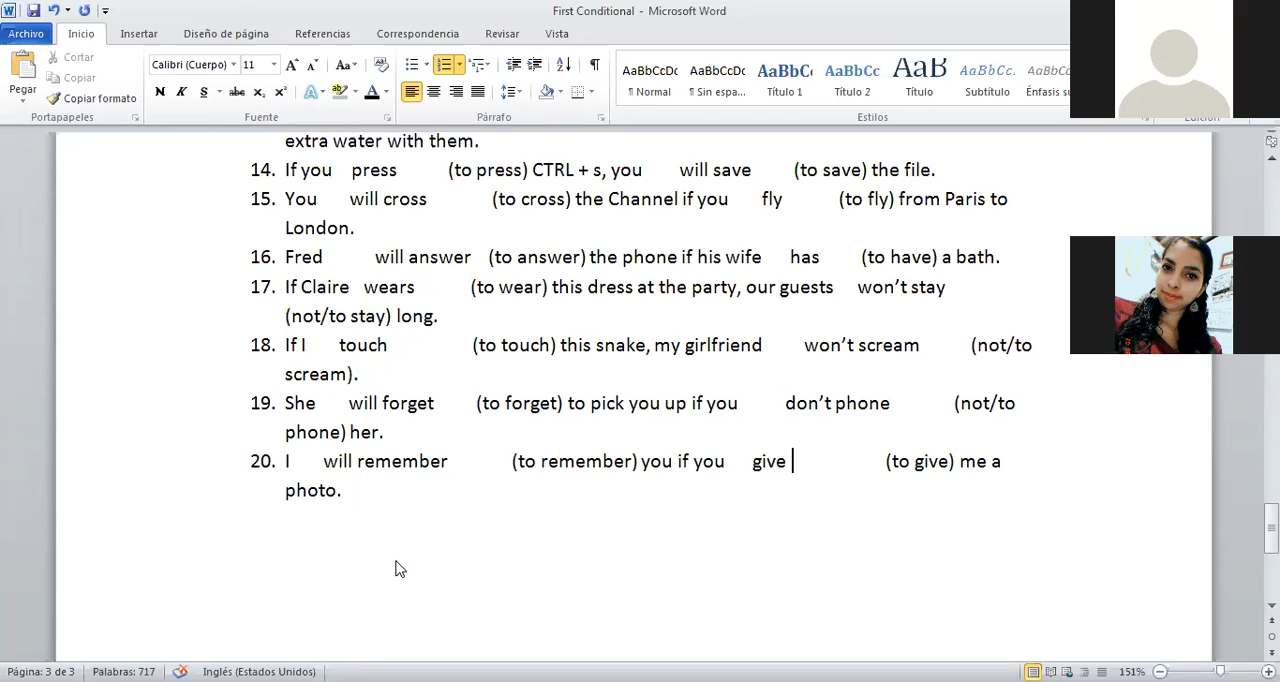 First Conditional - Microsoft Word
Archivo Inicio Insertar Diseño de página Referencias Correspondencia Revisar Vista
Pegar
Cortar
Copiar
Copiar formato
Portapapeles
Calibri (Cuerpo) 11
Fuente
Párrafo
AaBbCcDc AaBbCcDc AaBbC AaBbCc AaB AaBbCc. AaBbCc
¶ Normal ¶ Sin espa... Título 1 Título 2 Título Subtítulo Énfasis
Estilos
extra water with them.
14. If you press (to press) CTRL + s, you will save (to save) the file.
15. You will cross (to cross) the Channel if you fly (to fly) from Paris to
London.
16. Fred will answer (to answer) the phone if his wife has (to have) a bath.
17. If Claire wears (to wear) this dress at the party, our guests won’t stay
(not/to stay) long.
18. If I touch (to touch) this snake, my girlfriend won’t scream (not/to
scream).
19. She will forget (to forget) to pick you up if you don’t phone (not/to
phone) her.
20. I will remember (to remember) you if you give (to give) me a
photo.
Página: 3 de 3 Palabras: 717 Inglés (Estados Unidos) 151%